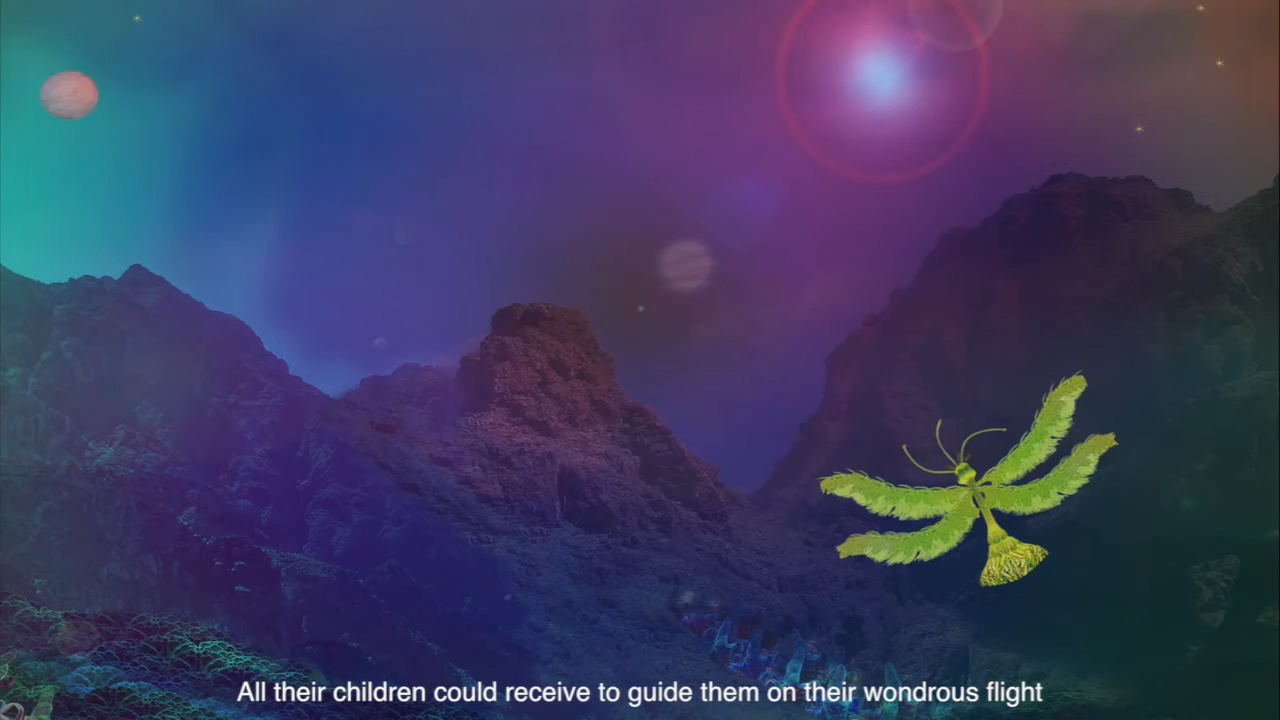 All their children could receive to guide them on their wondrous flight